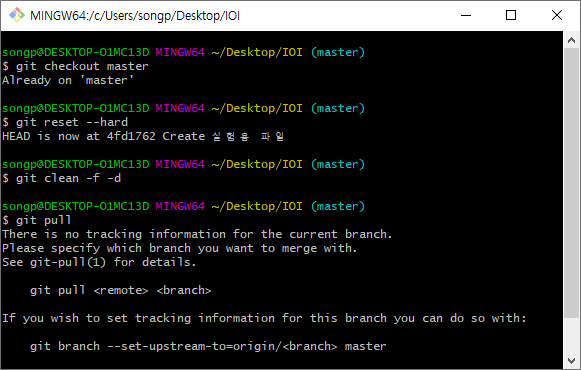 MINGW64:/c/Users/songp/Desktop/IOI
songp@DESKTOP-O1MC13D MINGW64 ~/Desktop/IOI (master)
$ git checkout master
Already on 'master'
songp@DESKTOP-O1MC13D MINGW64 ~/Desktop/IOI (master)
$ git reset --hard
HEAD is now at 4fd1762 Create 실험용 파일
songp@DESKTOP-O1MC13D MINGW64 ~/Desktop/IOI (master)
$ git clean -f -d
songp@DESKTOP-O1MC13D MINGW64 ~/Desktop/IOI (master)
$ git pull
There is no tracking information for the current branch.
Please specify which branch you want to merge with.
See git-pull(1) for details.
git pull <remote> <branch>
If you wish to set tracking information for this branch you can do so with:
git branch --set-upstream-to=origin/<branch> master